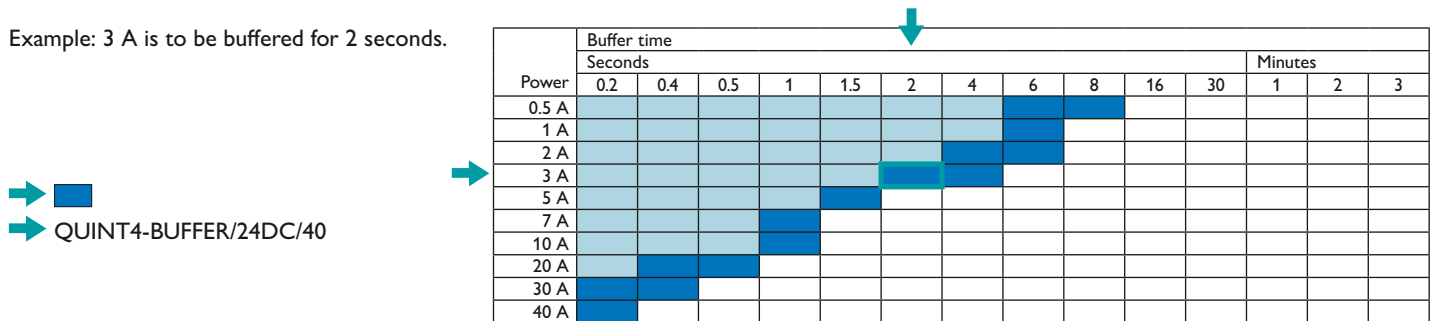 Example: 3 A is to be buffered for 2 seconds.
QUINT4-BUFFER/24DC/40
Buffer time
Seconds Minutes
Power 0.2 0.4 0.5 1 1.5 2 4 6 8 16 30 1 2 3
0.5 A
1 A
2 A
3 A
5 A
7 A
10 A
20 A
30 A
40 A